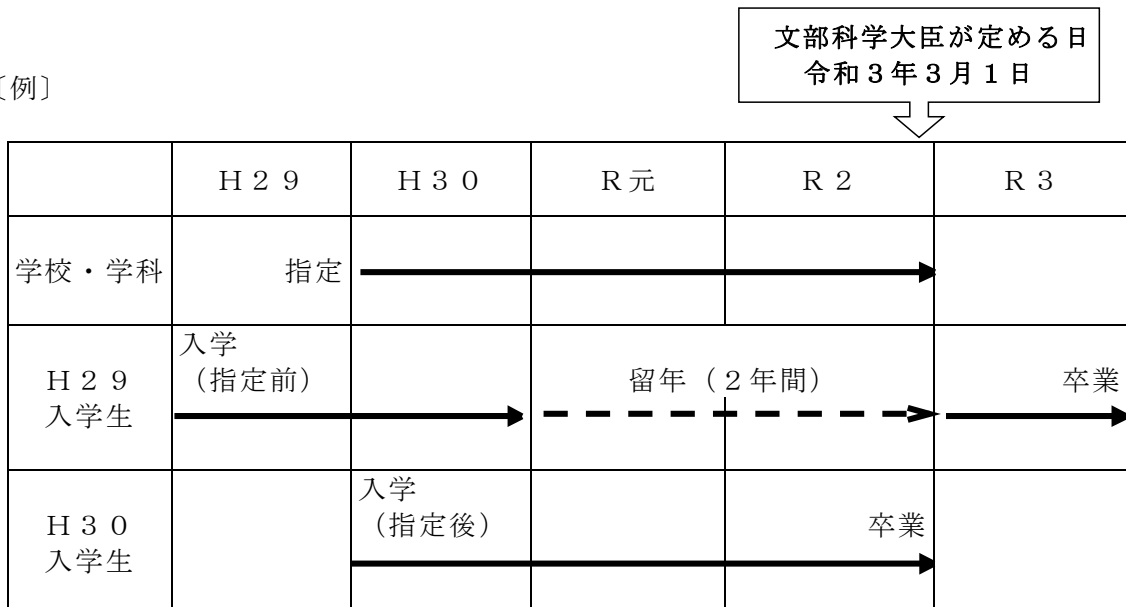 文部科学大臣が定める日
令和３年３月１日
〔例〕
Ｈ２９ Ｈ３０ Ｒ元 Ｒ２ Ｒ３
学校・学科 指定
Ｈ２９
入学生
入学
（指定前）
留年（２年間）
卒業
Ｈ３０
入学生
入学
（指定後）
卒業